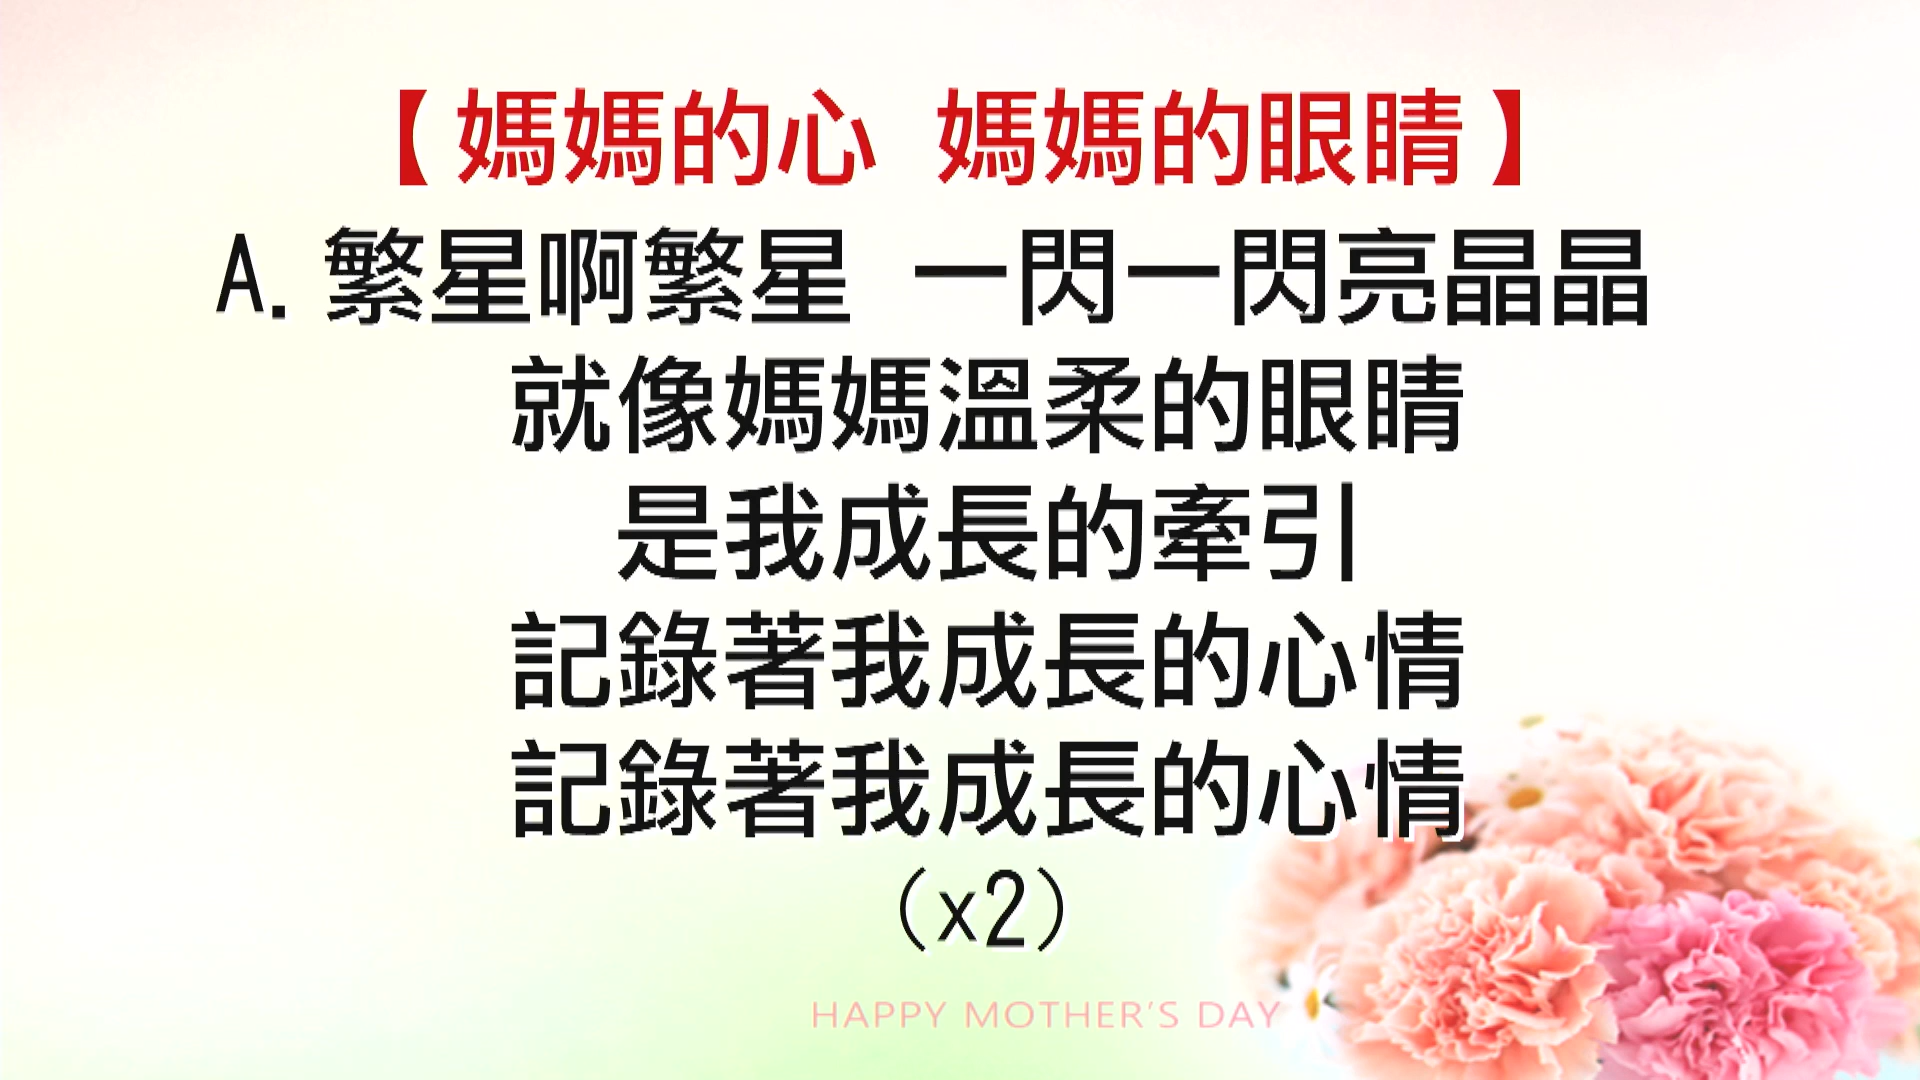 【媽媽的心 媽媽的眼睛】
A.繁星啊繁星 一閃一閃亮晶晶
就像媽媽溫柔的眼睛
是我成長的牽引
記錄著我成長的心情
記錄著我成長的心情
(x2)
HAPPY MOTHER'S DAY